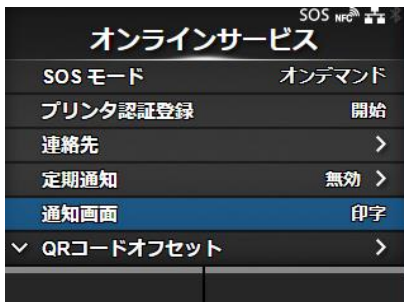 SOS NFC
オンラインサービス
SOS モード オンデマンド
プリンタ認証登録 開始
連絡先
定期通知 無効
通知画面 印字
QRコードオフセット